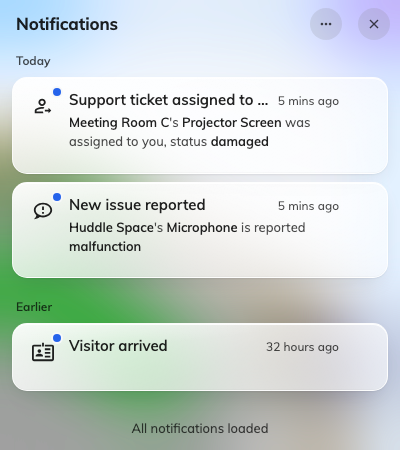 Notifications
Today
Support ticket assigned to ... 5 mins ago
Meeting Room C's Projector Screen was
assigned to you, status damaged
New issue reported 5 mins ago
Huddle Space's Microphone is reported
malfunction
Earlier
Visitor arrived 32 hours ago
All notifications loaded